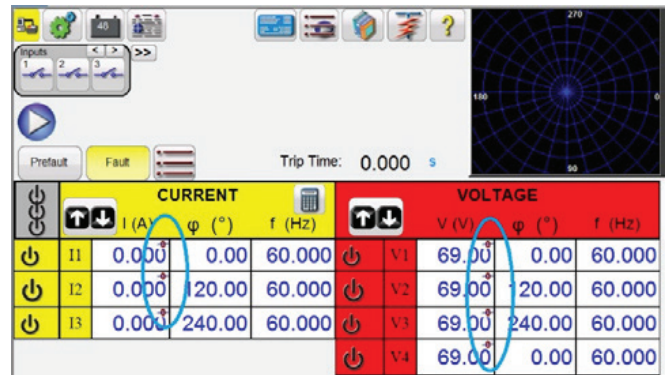 45
?
270
Inputs
< >
>>
1 2 3
180
0
Prefault Fault
Trip Time: 0.000 s
90
CURRENT VOLTAGE
I (A) φ (°) f (Hz) V (V) φ (°) f (Hz)
I1 0.000 0.00 60.000 V1 69.00 0.00 60.000
I2 0.000 120.00 60.000 V2 69.00 120.00 60.000
I3 0.000 240.00 60.000 V3 69.00 240.00 60.000
V4 69.00 0.00 60.000